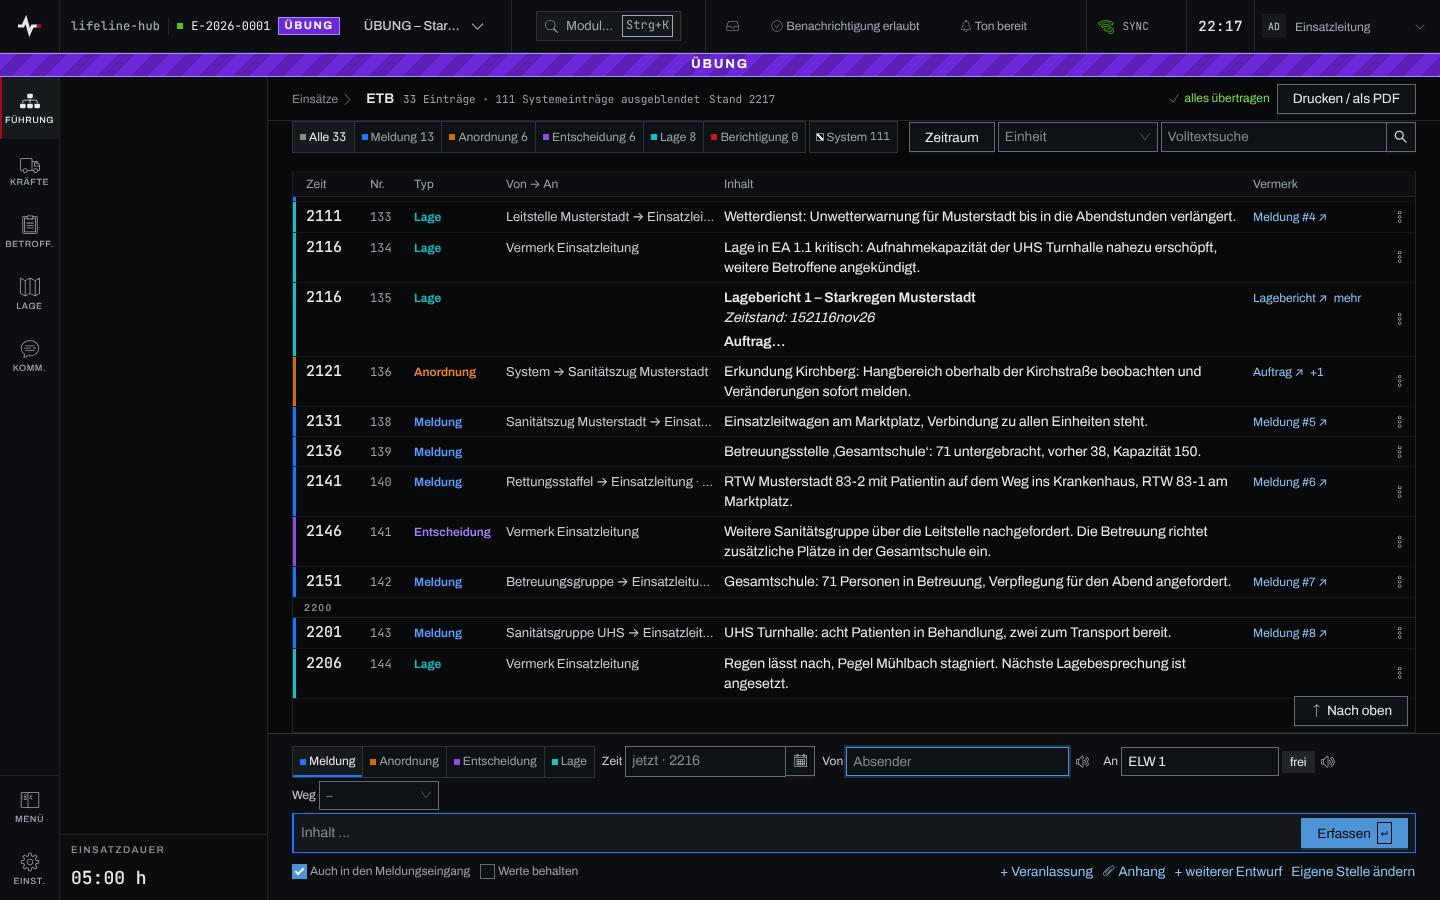 lifeline-hub E-2026-0001 ÜBUNG ÜBUNG – Star... Modul... Strg+K Benachrichtigung erlaubt Ton bereit SYNC 22:17 AD Einsatzleitung
ÜBUNG
FÜHRUNG
KRÄFTE
BETROFF.
LAGE
KOMM.
MENÜ
EINST.
EINSATZDAUER
05:00 h
Einsätze ETB 33 Einträge · 111 Systemeinträge ausgeblendet Stand 2217 alles übertragen Drucken / als PDF
Alle 33 Meldung 13 Anordnung 6 Entscheidung 6 Lage 8 Berichtigung 0 System 111 Zeitraum Einheit Volltextsuche
Zeit Nr. Typ Von → An Inhalt Vermerk
2111 133 Lage Leitstelle Musterstadt → Einsatzlei... Wetterdienst: Unwetterwarnung für Musterstadt bis in die Abendstunden verlängert. Meldung #4 ↗
2116 134 Lage Vermerk Einsatzleitung Lage in EA 1.1 kritisch: Aufnahmekapazität der UHS Turnhalle nahezu erschöpft,
weitere Betroffene angekündigt.
2116 135 Lage Lagebericht 1 – Starkregen Musterstadt Lagebericht ↗ mehr
Zeitstand: 152116nov26
Auftrag...
2121 136 Anordnung System → Sanitätszug Musterstadt Erkundung Kirchberg: Hangbereich oberhalb der Kirchstraße beobachten und Auftrag ↗ +1
Veränderungen sofort melden.
2131 138 Meldung Sanitätszug Musterstadt → Einsat... Einsatzleitwagen am Marktplatz, Verbindung zu allen Einheiten steht. Meldung #5 ↗
2136 139 Meldung Betreuungsstelle ‚Gesamtschule‘: 71 untergebracht, vorher 38, Kapazität 150.
2141 140 Meldung Rettungsstaffel → Einsatzleitung · ... RTW Musterstadt 83-2 mit Patientin auf dem Weg ins Krankenhaus, RTW 83-1 am Meldung #6 ↗
Marktplatz.
2146 141 Entscheidung Vermerk Einsatzleitung Weitere Sanitätsgruppe über die Leitstelle nachgefordert. Die Betreuung richtet
zusätzliche Plätze in der Gesamtschule ein.
2151 142 Meldung Betreuungsgruppe → Einsatzleitu... Gesamtschule: 71 Personen in Betreuung, Verpflegung für den Abend angefordert. Meldung #7 ↗
2200
2201 143 Meldung Sanitätsgruppe UHS → Einsatzleit... UHS Turnhalle: acht Patienten in Behandlung, zwei zum Transport bereit. Meldung #8 ↗
2206 144 Lage Vermerk Einsatzleitung Regen lässt nach, Pegel Mühlbach stagniert. Nächste Lagebesprechung ist
angesetzt.
↑ Nach oben
Meldung Anordnung Entscheidung Lage Zeit jetzt · 2216 Von Absender An ELW 1 frei
Weg –
Inhalt ... Erfassen ↵
Auch in den Meldungseingang Werte behalten + Veranlassung Anhang + weiterer Entwurf Eigene Stelle ändern